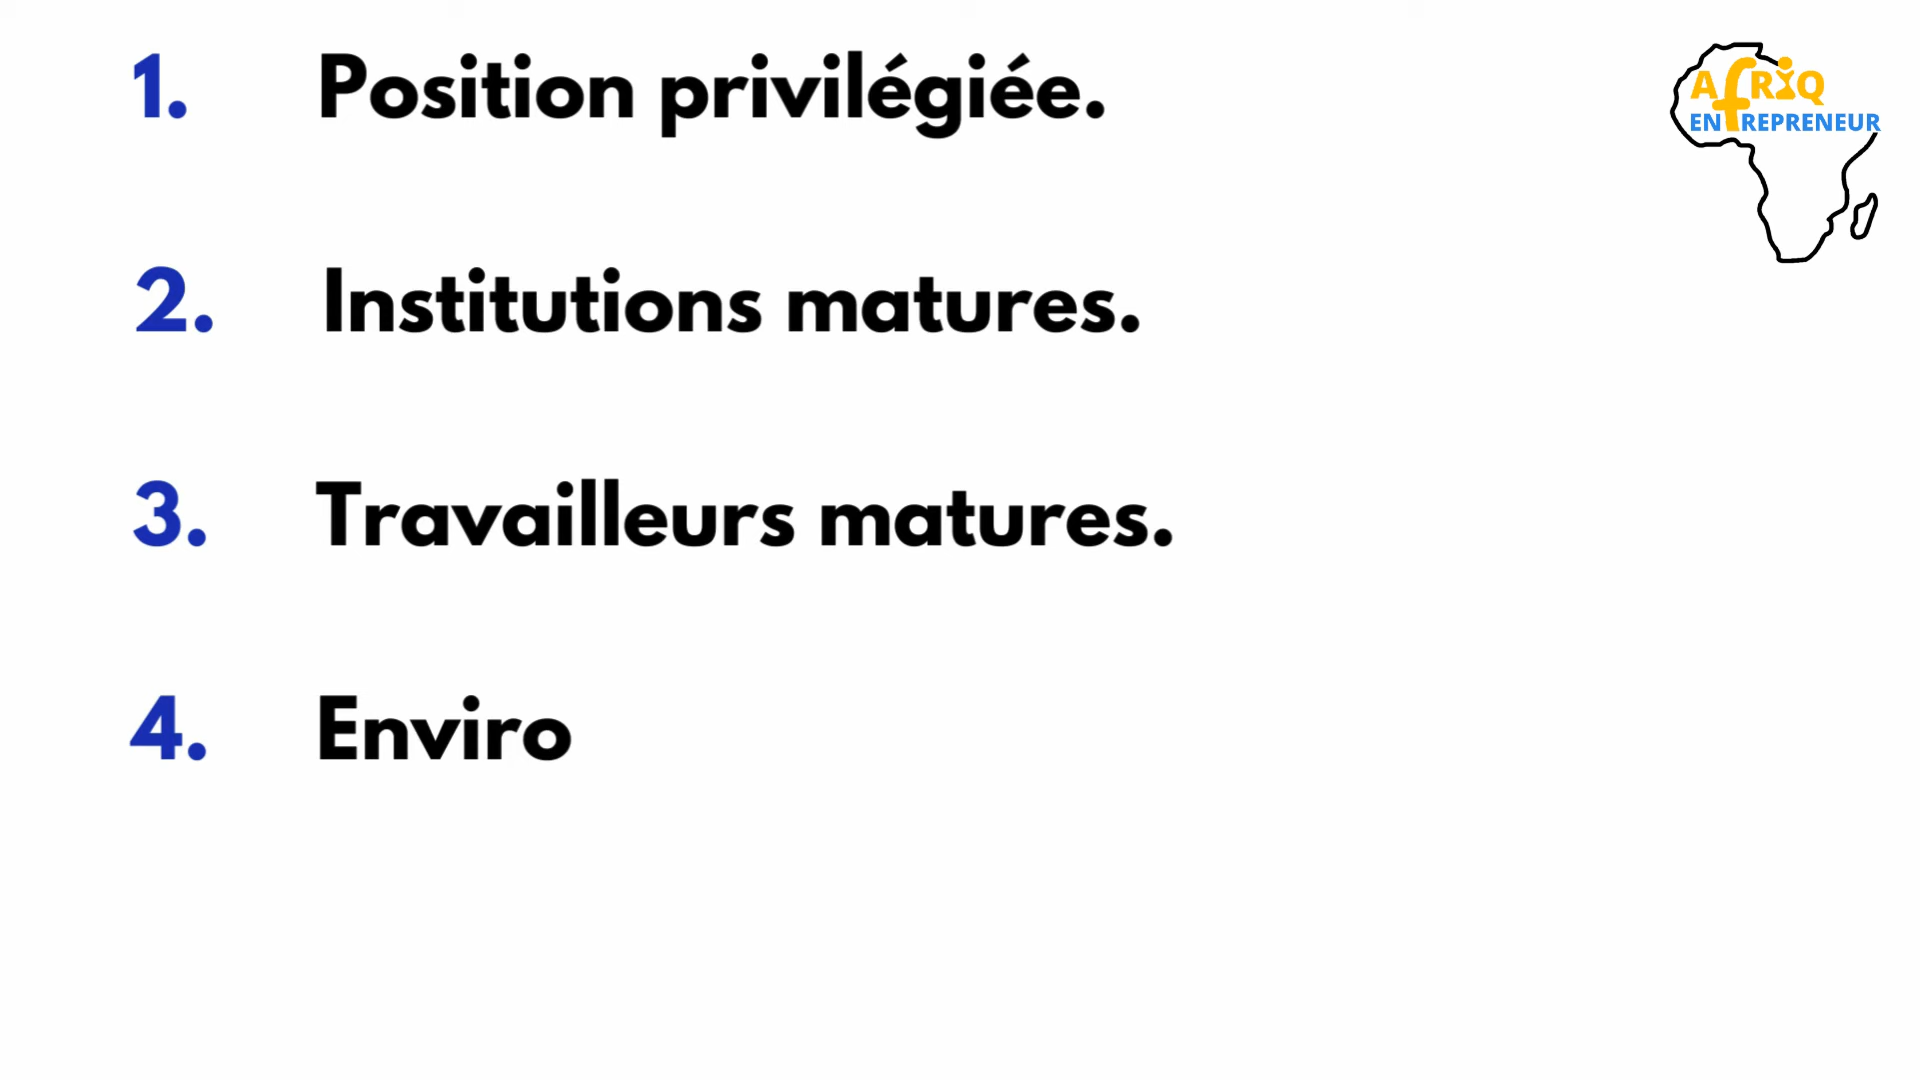 1. Position privilégiée.
AfRiQ
ENTREPRENEUR
2. Institutions matures.
3. Travailleurs matures.
4. Enviro